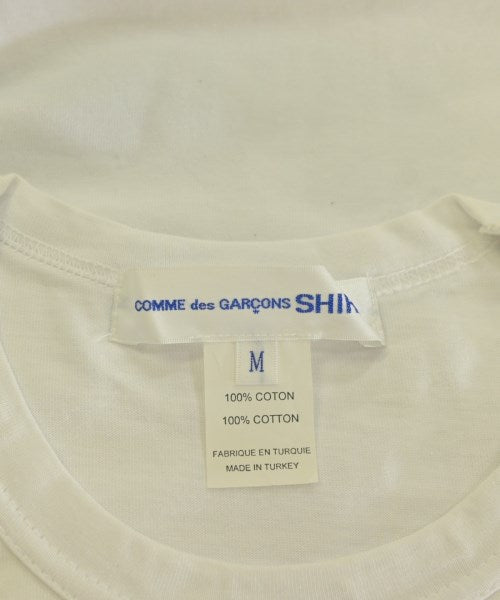 COMME des GARÇONS SHIR
M
100% COTON
100% COTTON
FABRIQUE EN TURQUIE
MADE IN TURKEY